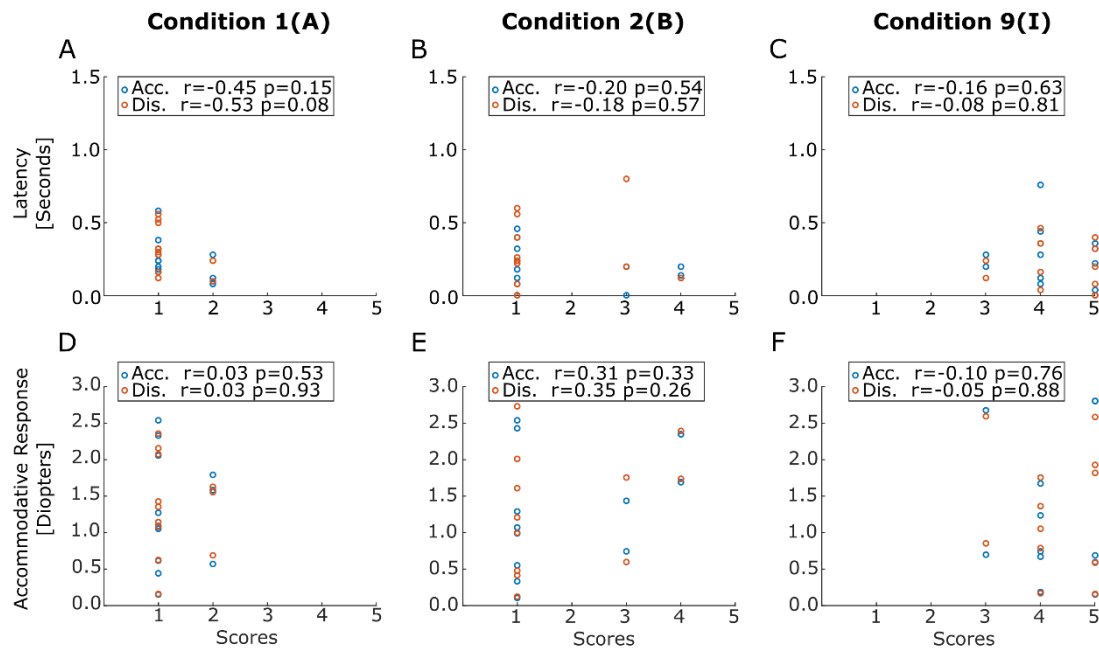 Condition 1(A) Condition 2(B) Condition 9(I)
A B C
Acc. r=-0.45 p=0.15
Dis. r=-0.53 p=0.08
Acc. r=-0.20 p=0.54
Dis. r=-0.18 p=0.57
Acc. r=-0.16 p=0.63
Dis. r=-0.08 p=0.81
Latency
[Seconds]
1.5 1.5 1.5
1.0 1.0 1.0
0.5 0.5 0.5
0.0 0.0 0.0
1 2 3 4 5 1 2 3 4 5 1 2 3 4 5
D E F
Acc. r=0.03 p=0.53
Dis. r=0.03 p=0.93
Acc. r=0.31 p=0.33
Dis. r=0.35 p=0.26
Acc. r=-0.10 p=0.76
Dis. r=-0.05 p=0.88
Accommodative Response
[Diopters]
3.0 3.0 3.0
2.5 2.5 2.5
2.0 2.0 2.0
1.5 1.5 1.5
1.0 1.0 1.0
0.5 0.5 0.5
0.0 0.0 0.0
1 2 3 4 5 1 2 3 4 5 1 2 3 4 5
Scores Scores Scores